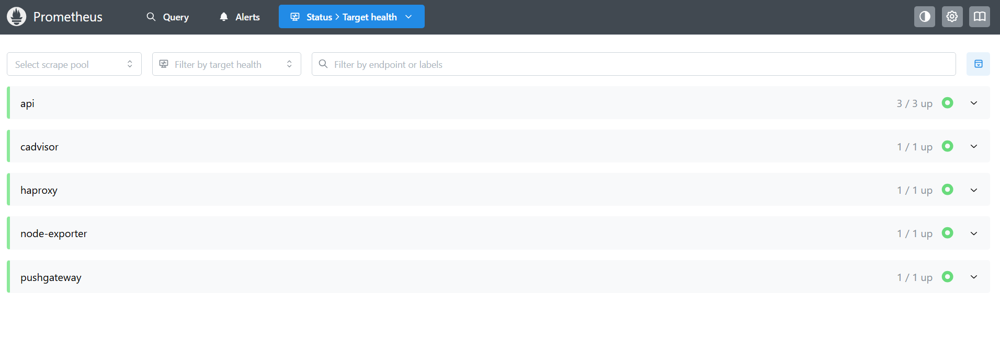 Prometheus Query Alerts Status > Target health
Select scrape pool Filter by target health Filter by endpoint or labels
api 3 / 3 up
cadvisor 1 / 1 up
haproxy 1 / 1 up
node-exporter 1 / 1 up
pushgateway 1 / 1 up